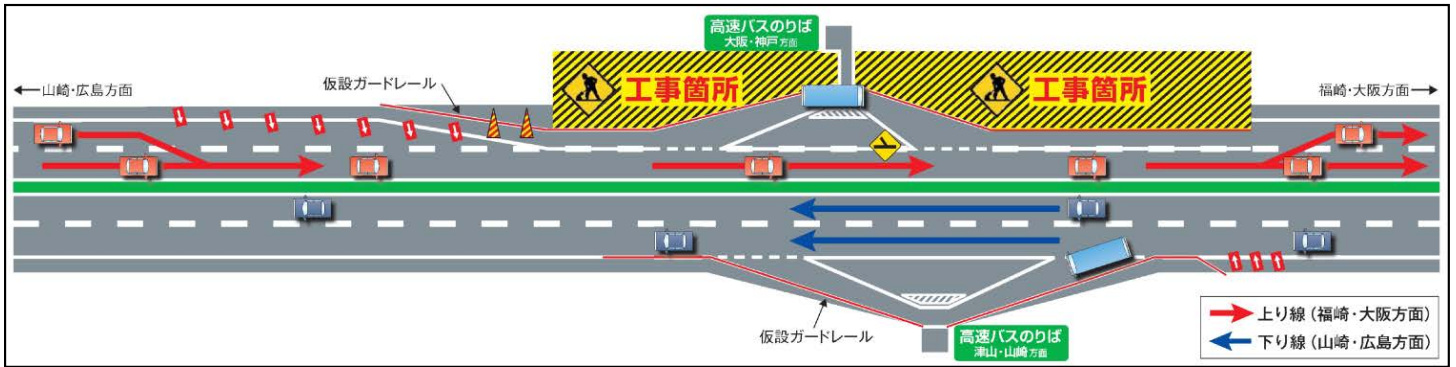 高速バスのりば
大阪・神戸方面
←山崎・広島方面
仮設ガードレール
工事箇所
工事箇所
福崎・大阪方面→
仮設ガードレール
高速バスのりば
津山・山崎方面
上り線（福崎・大阪方面）
下り線（山崎・広島方面）